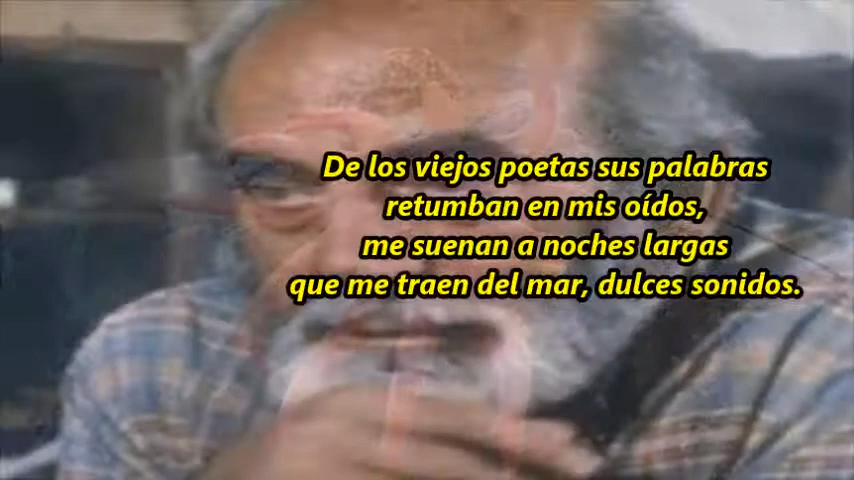 De los viejos poetas sus palabras
retumban en mis oídos,
me suenan a noches largas
que me traen del mar, dulces sonidos.